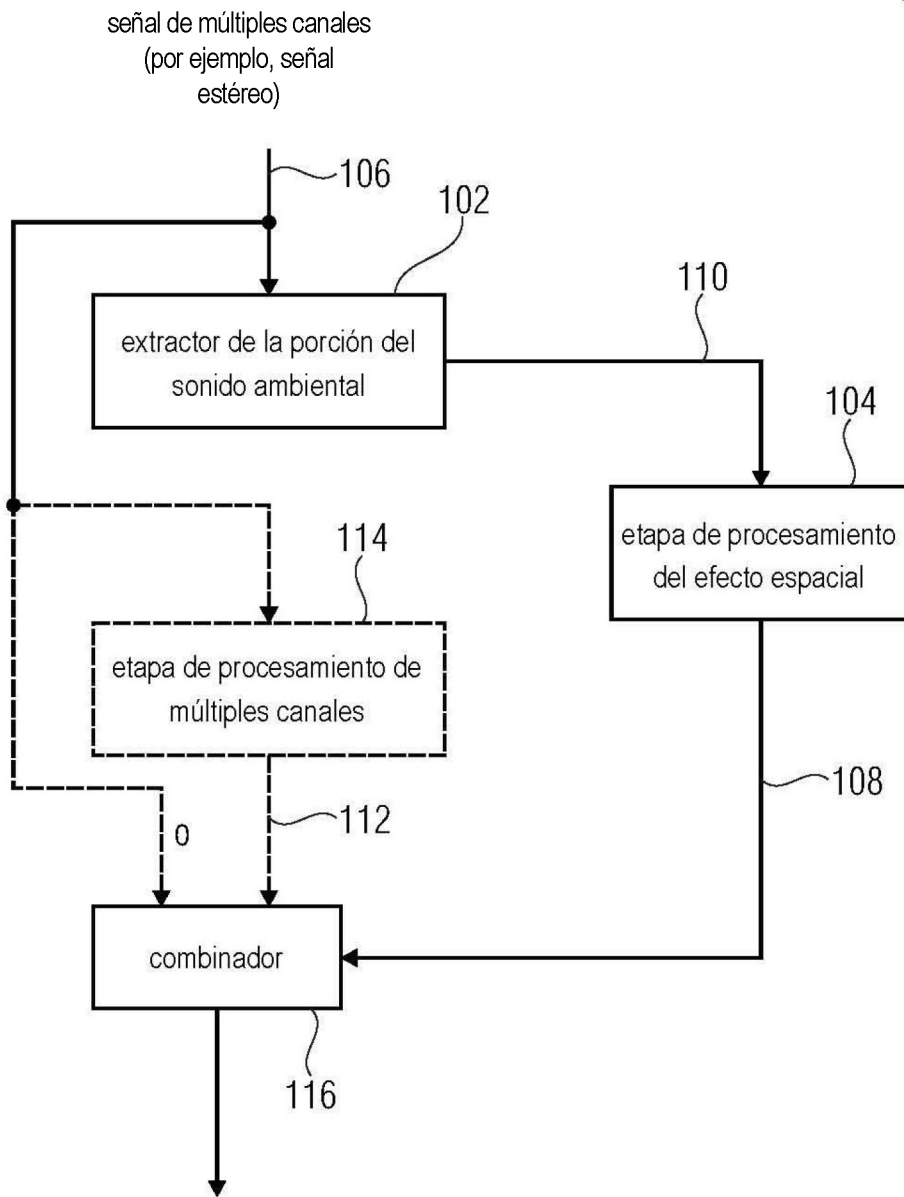 señal de múltiples canales
(por ejemplo, señal
estéreo)
106
102
extractor de la porción del
sonido ambiental
110
104
etapa de procesamiento
del efecto espacial
114
etapa de procesamiento de
múltiples canales
108
112
o
combinador
116